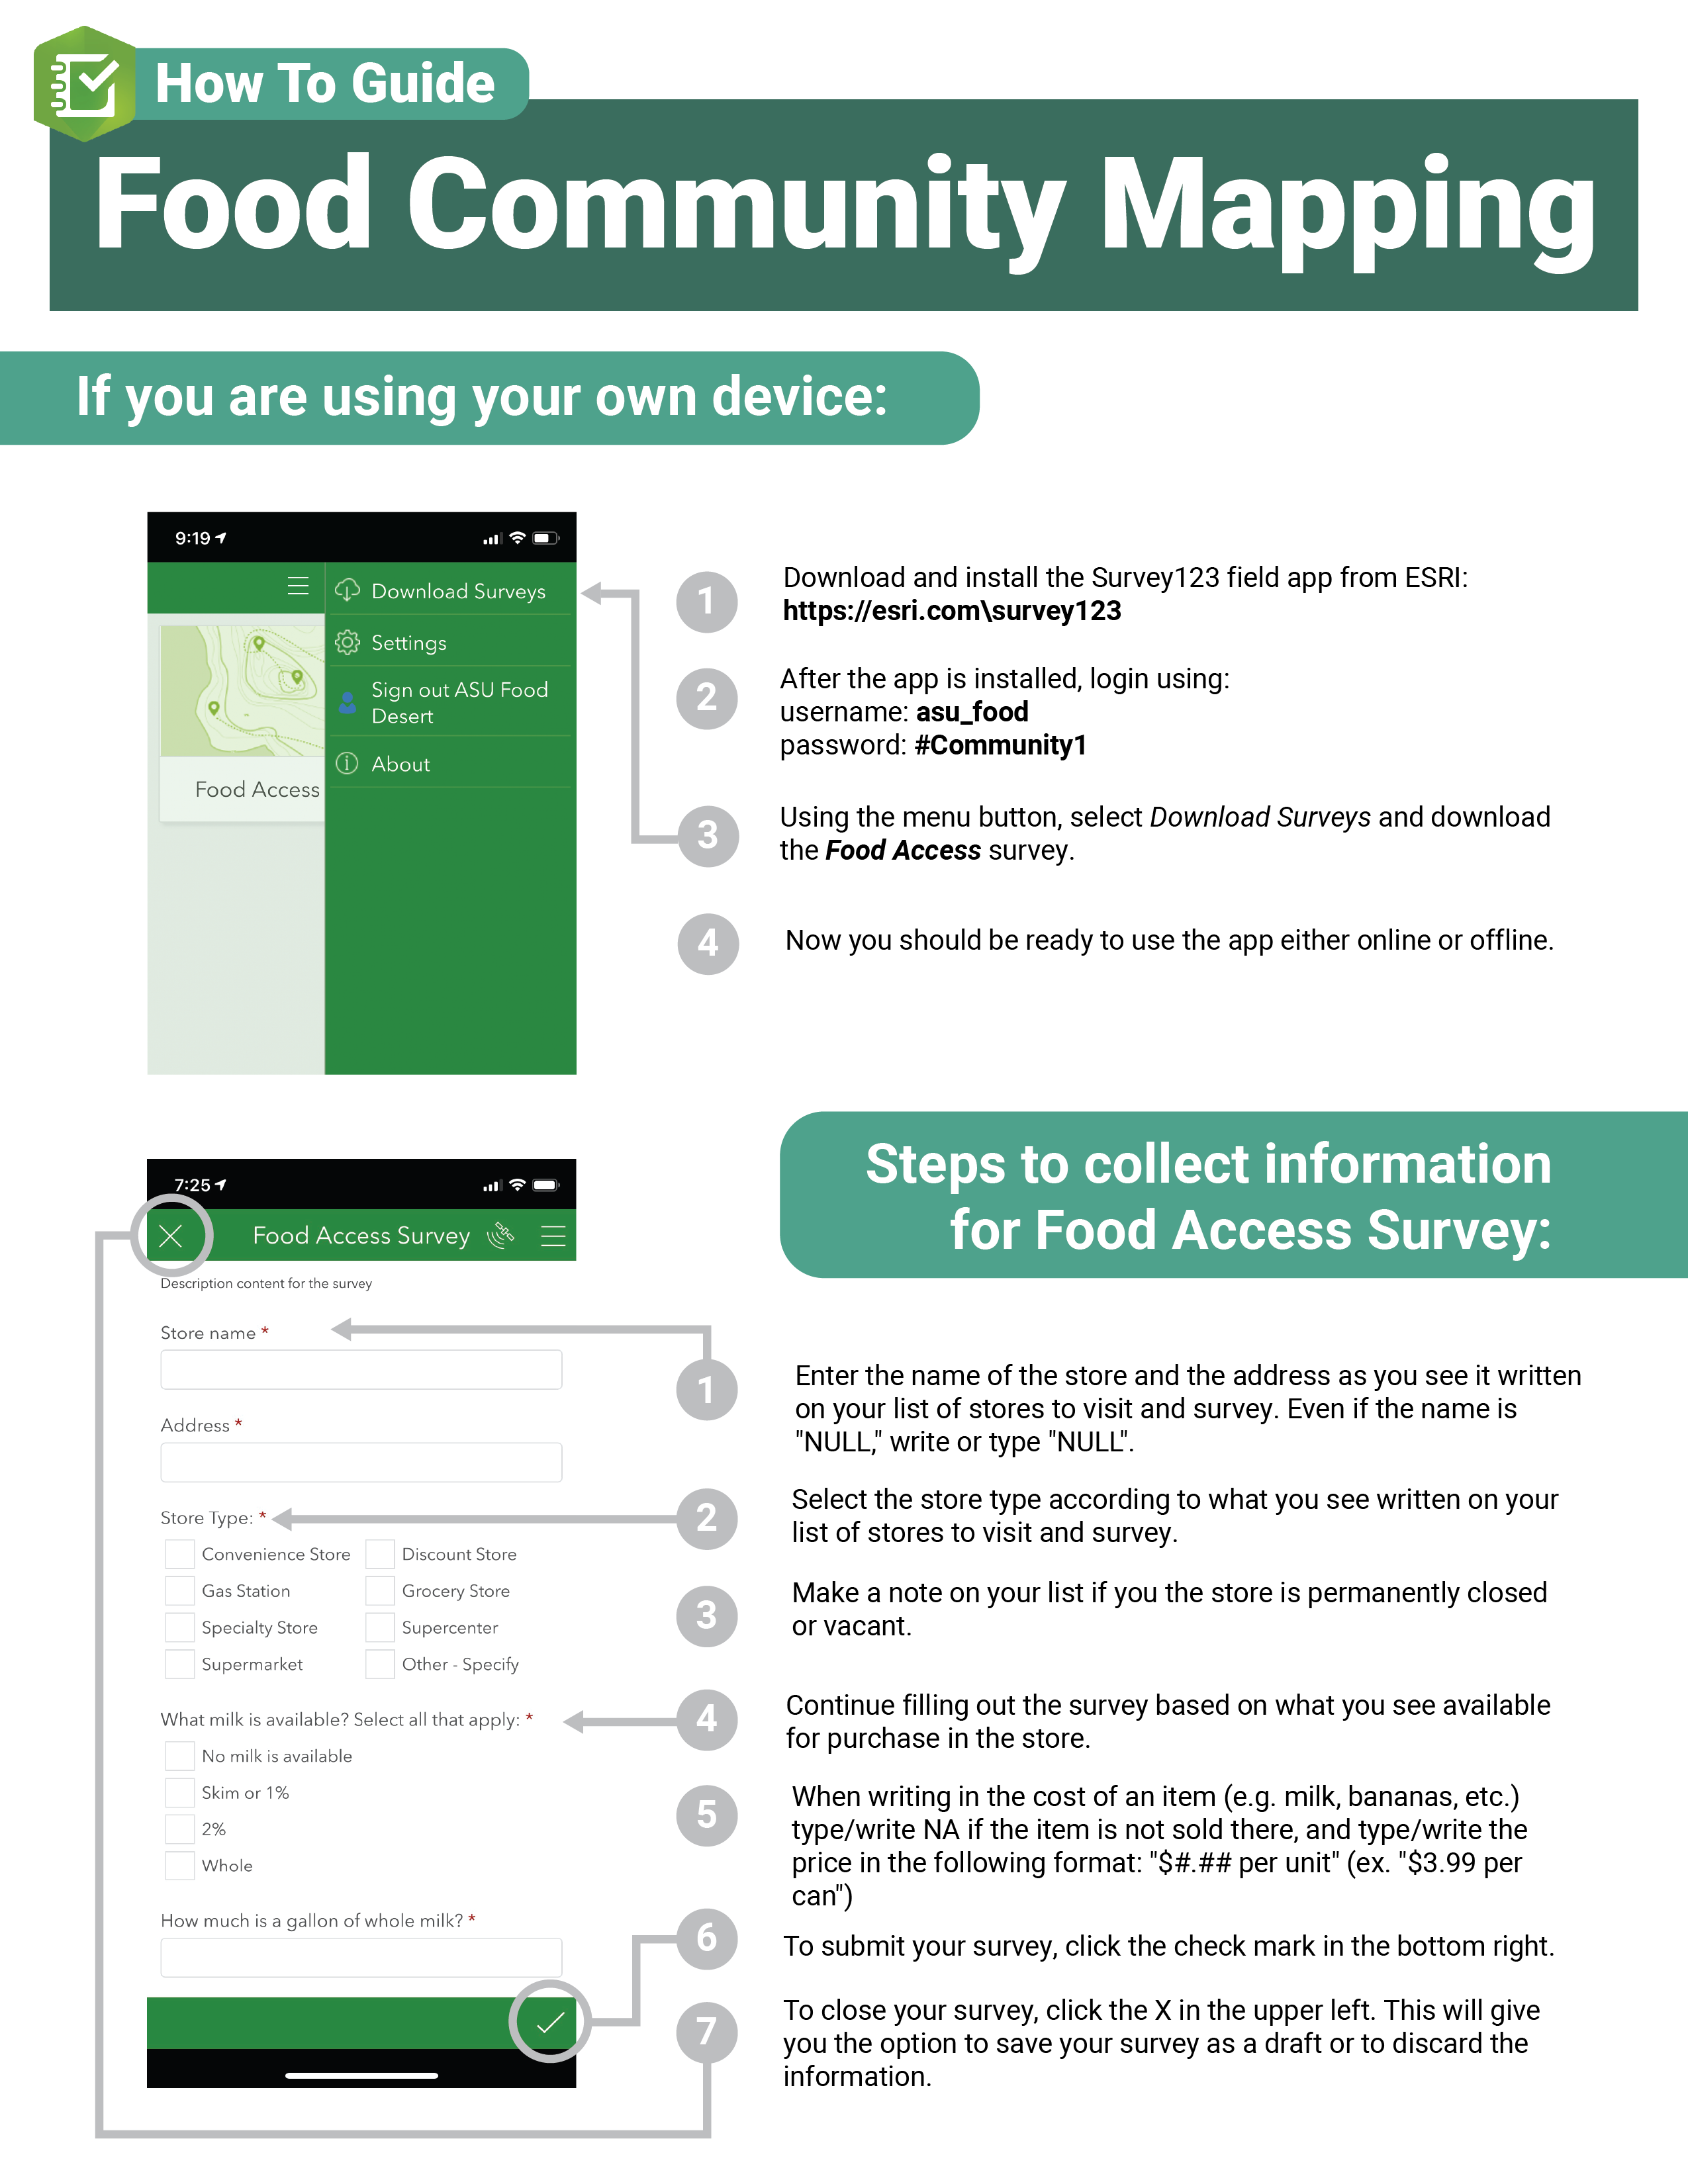 How To Guide
Food Community Mapping
If you are using your own device:
9:19
Download Surveys
Settings
Sign out ASU Food
Desert
About
Food Access
1
Download and install the Survey123 field app from ESRI:
https://esri.com\survey123
2
After the app is installed, login using:
username: asu_food
password: #Community1
3
Using the menu button, select Download Surveys and download
the Food Access survey.
4
Now you should be ready to use the app either online or offline.
Steps to collect information
for Food Access Survey:
7:25
Food Access Survey
Description content for the survey
Store name *
Address *
Store Type: *
Convenience Store
Discount Store
Gas Station
Grocery Store
Specialty Store
Supercenter
Supermarket
Other - Specify
What milk is available? Select all that apply: *
No milk is available
Skim or 1%
2%
Whole
How much is a gallon of whole milk? *
1
Enter the name of the store and the address as you see it written
on your list of stores to visit and survey. Even if the name is
"NULL," write or type "NULL".
2
Select the store type according to what you see written on your
list of stores to visit and survey.
3
Make a note on your list if you the store is permanently closed
or vacant.
4
Continue filling out the survey based on what you see available
for purchase in the store.
5
When writing in the cost of an item (e.g. milk, bananas, etc.)
type/write NA if the item is not sold there, and type/write the
price in the following format: "$#.## per unit" (ex. "$3.99 per
can")
6
To submit your survey, click the check mark in the bottom right.
7
To close your survey, click the X in the upper left. This will give
you the option to save your survey as a draft or to discard the
information.